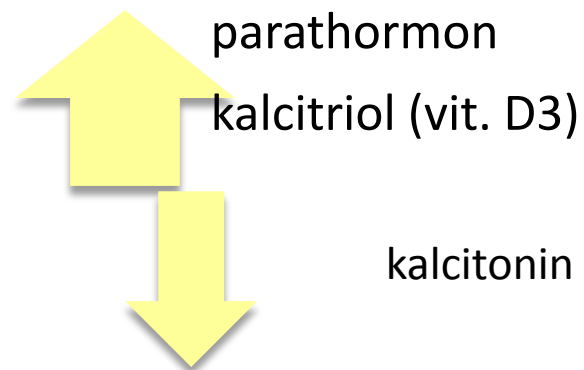 parathormon
kalcitriol (vit. D3)
kalcitonin